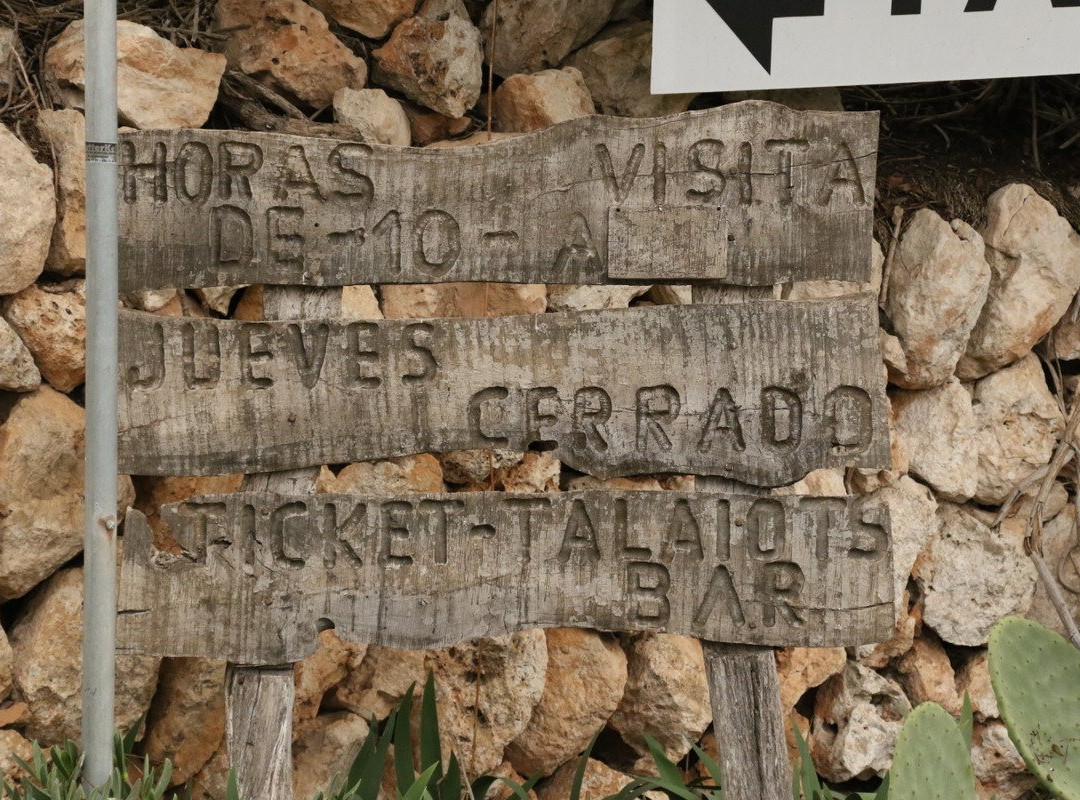 HORAS VISITA
DE-10-A
JUEVES
CERRADO
TICKET-TALAIOTS
BAR